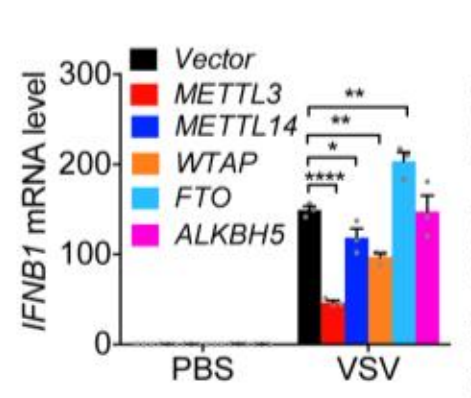 IFNB1 mRNA level
300
200
100
0
Vector
METTL3
METTL14
WTAP
FTO
ALKBH5
**
**
*
****
PBS VSV